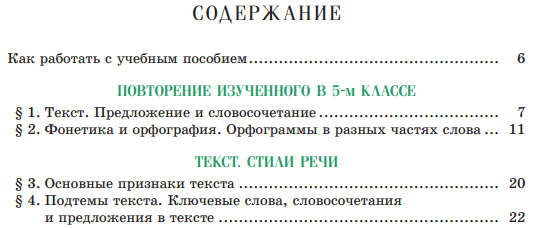 СОДЕРЖАНИЕ
Как работать с учебным пособием.................................................. 6
ПОВТОРЕНИЕ ИЗУЧЕННОГО В 5-м КЛАССЕ
§ 1. Текст. Предложение и словосочетание .................................... 7
§ 2. Фонетика и орфография. Орфограммы в разных частях слова ... 11
ТЕКСТ. СТИЛИ РЕЧИ
§ 3. Основные признаки текста .................................................... 20
§ 4. Подтемы текста. Ключевые слова, словосочетания
и предложения в тексте ........................................................ 22